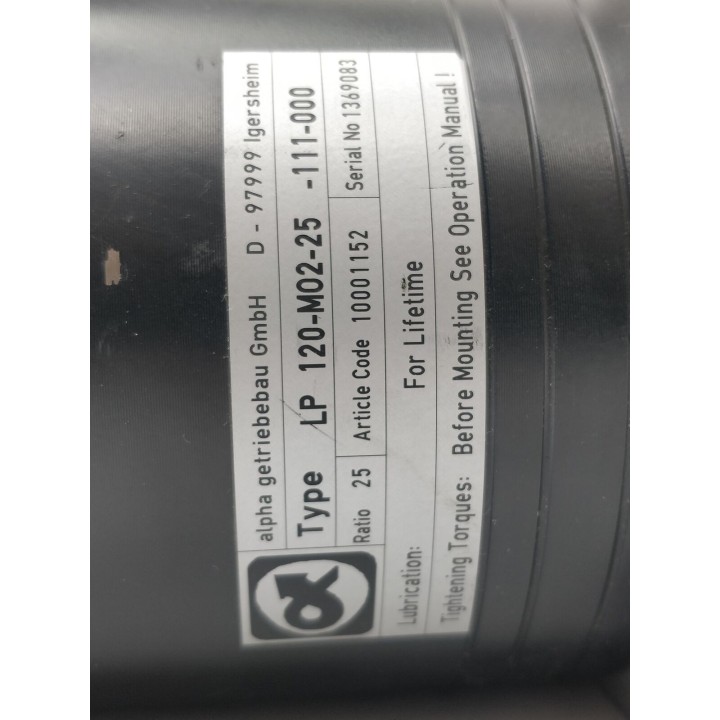 alpha getriebebau GmbH D - 97999 Igersheim
Type LP 120-M02-25 -111-000
Ratio 25 Article Code 10001152 Serial No 1369083
Lubrication: For Lifetime
Tightening Torques: Before Mounting See Operation Manual !